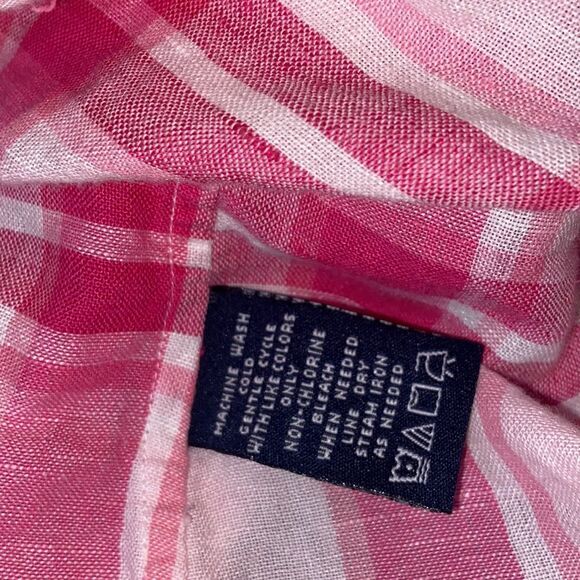 MACHINE WASH
COLD
GENTLE CYCLE
WITH LIKE COLORS
ONLY
NON-CHLORINE
BLEACH
WHEN NEEDED
LINE DRY
STEAM IRON
AS NEEDED